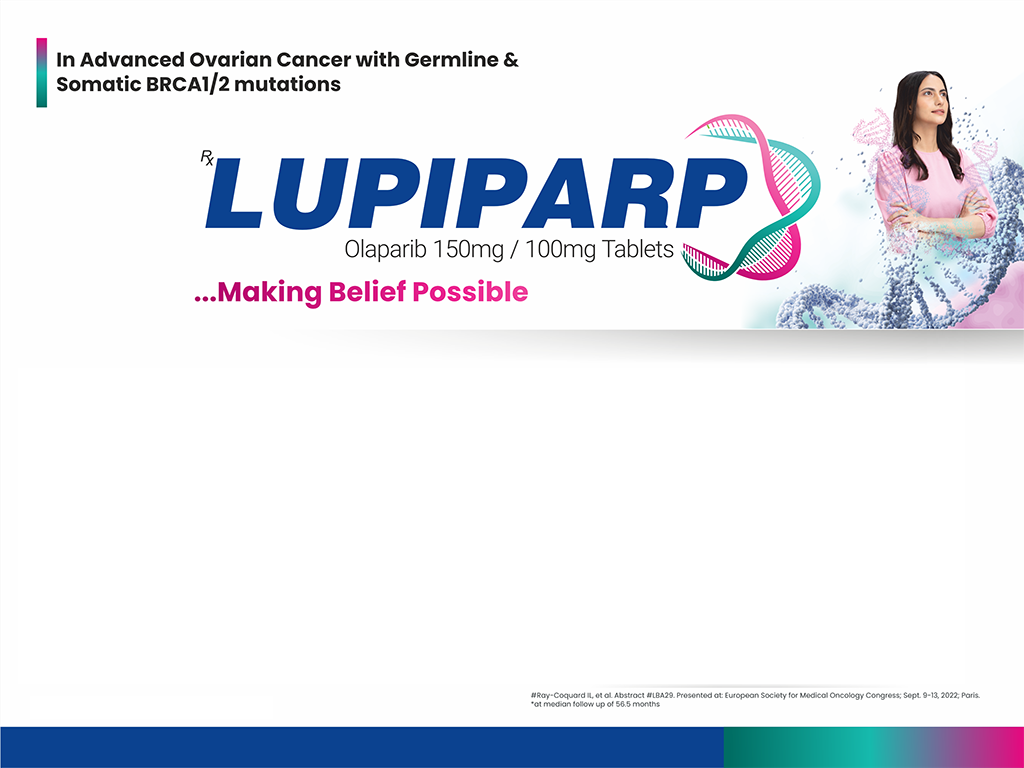 In Advanced Ovarian Cancer with Germline &
Somatic BRCA1/2 mutations
Rx
LUPIPARP
Olaparib 150mg / 100mg Tablets
...Making Belief Possible
#Ray-Coquard IL, et al. Abstract #LBA29. Presented at: European Society for Medical Oncology Congress; Sept. 9-13, 2022; Paris.
*at median follow up of 56.5 months